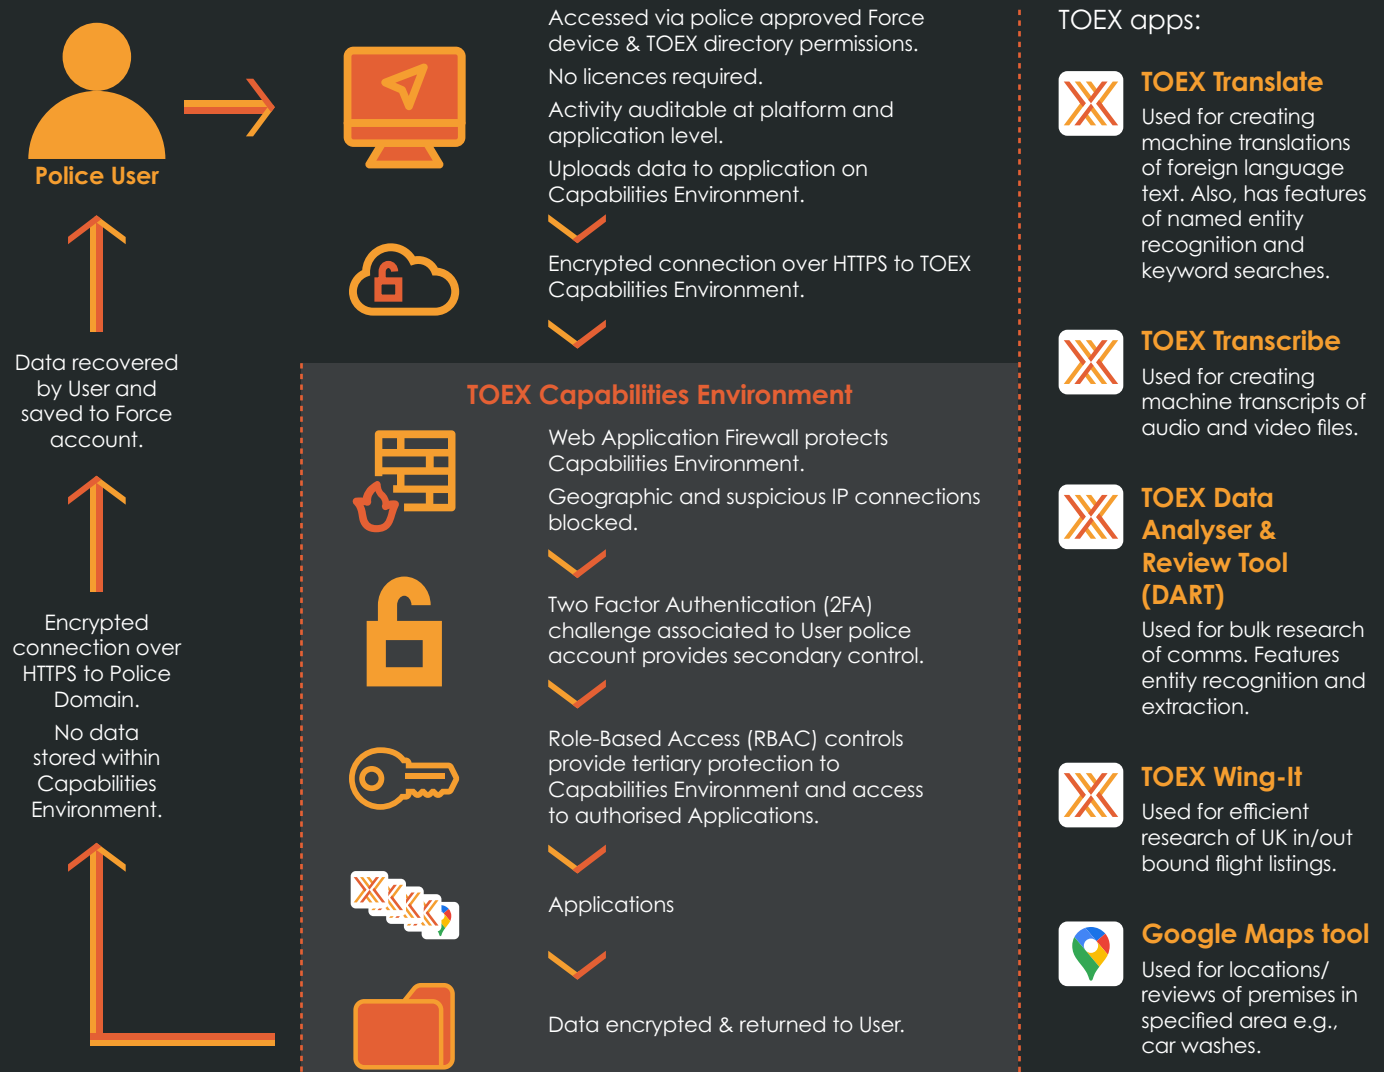 Police User
Data recovered
by User and
saved to Force
account.
Encrypted
connection over
HTTPS to Police
Domain.
No data
stored within
Capabilities
Environment.
Accessed via police approved Force
device & TOEX directory permissions.
No licences required.
Activity auditable at platform and
application level.
Uploads data to application on
Capabilities Environment.
Encrypted connection over HTTPS to TOEX
Capabilities Environment.
TOEX Capabilities Environment
Web Application Firewall protects
Capabilities Environment.
Geographic and suspicious IP connections
blocked.
Two Factor Authentication (2FA)
challenge associated to User police
account provides secondary control.
Role-Based Access (RBAC) controls
provide tertiary protection to
Capabilities Environment and access
to authorised Applications.
Applications
Data encrypted & returned to User.
TOEX apps:
TOEX Translate
Used for creating
machine translations
of foreign language
text. Also, has features
of named entity
recognition and
keyword searches.
TOEX Transcribe
Used for creating
machine transcripts of
audio and video files.
TOEX Data
Analyser &
Review Tool
(DART)
Used for bulk research
of comms. Features
entity recognition and
extraction.
TOEX Wing-It
Used for efficient
research of UK in/out
bound flight listings.
Google Maps tool
Used for locations/
reviews of premises in
specified area e.g.,
car washes.